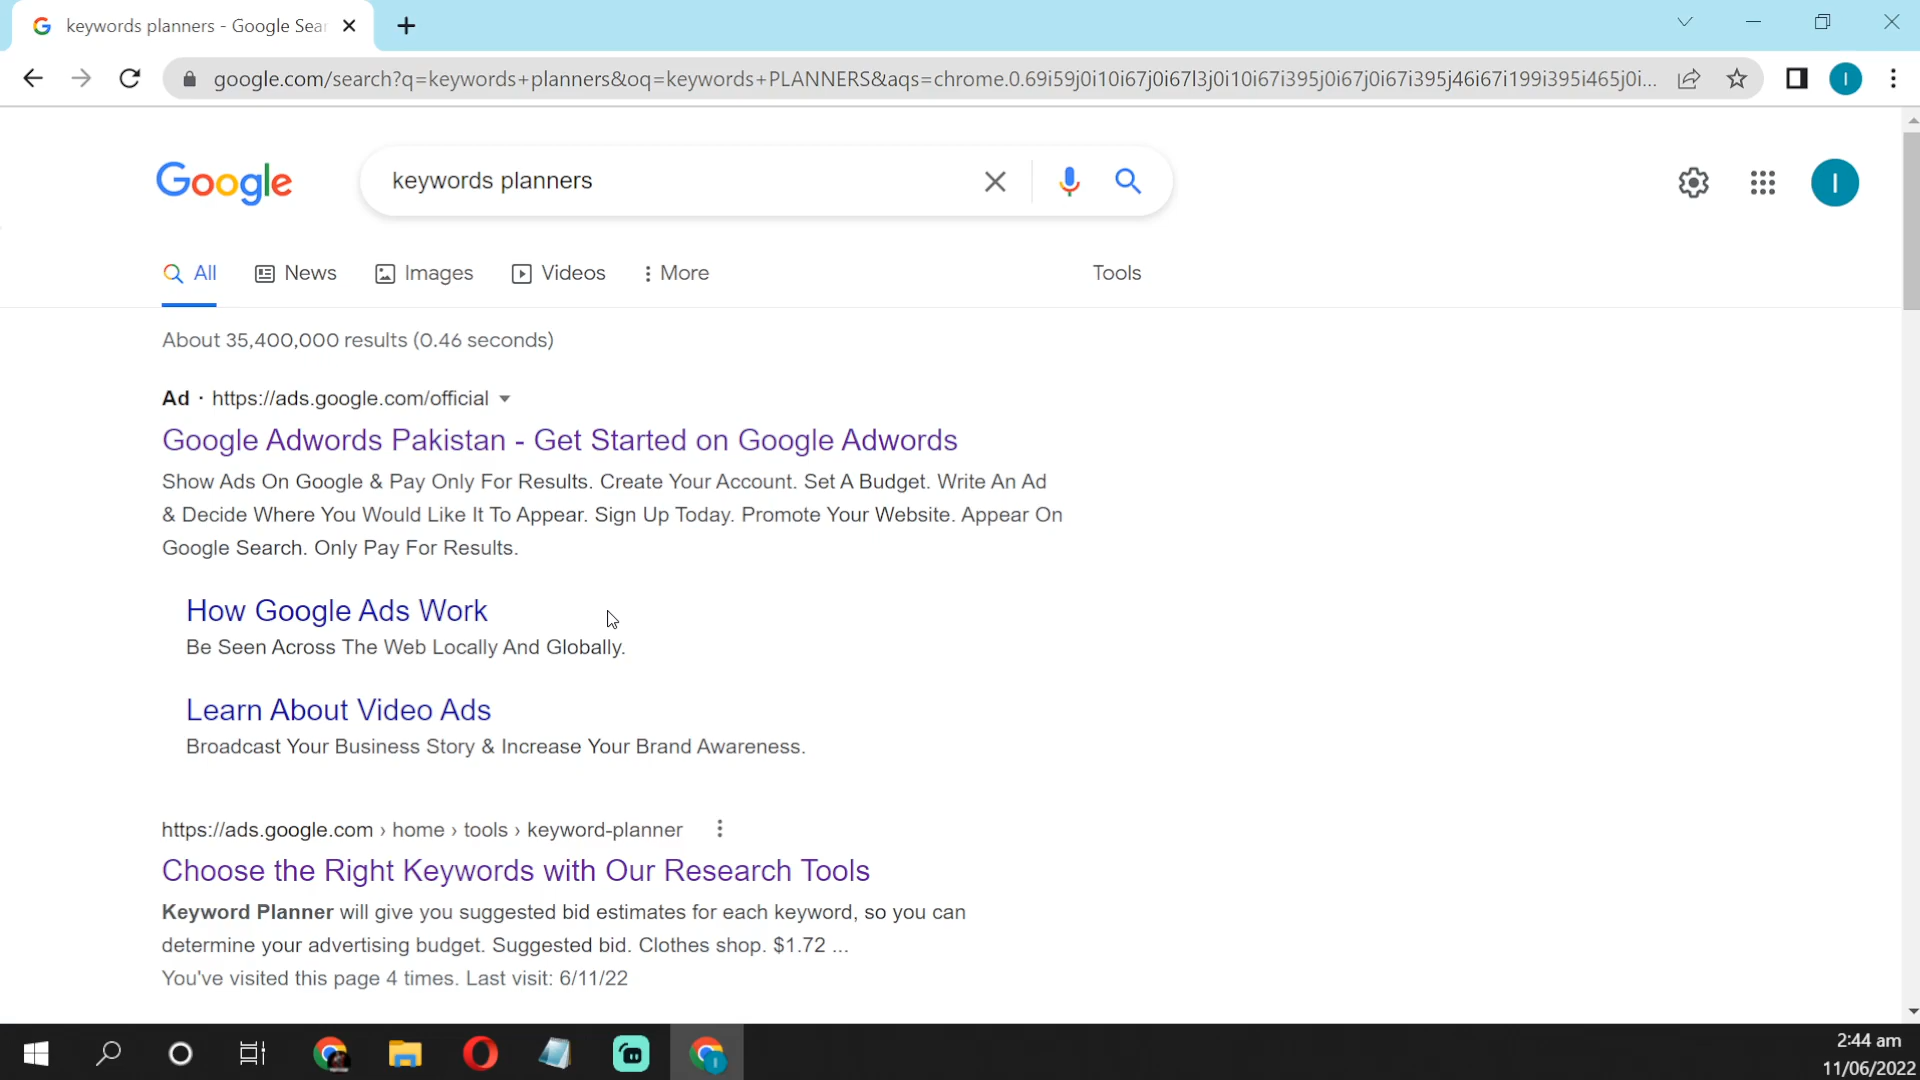 keywords planners - Google Sear
google.com/search?q=keywords+planners&oq=keywords+PLANNERS&aqs=chrome.0.69i59j0i10i67j0i67l3j0i10i67i395j0i67j0i67i395j46i67i199i395i465j0i...
I
Google
keywords planners
I
All
News
Images
Videos
More
Tools
About 35,400,000 results (0.46 seconds)
Ad · https://ads.google.com/official
Google Adwords Pakistan - Get Started on Google Adwords
Show Ads On Google & Pay Only For Results. Create Your Account. Set A Budget. Write An Ad
& Decide Where You Would Like It To Appear. Sign Up Today. Promote Your Website. Appear On
Google Search. Only Pay For Results.
How Google Ads Work
Be Seen Across The Web Locally And Globally.
Learn About Video Ads
Broadcast Your Business Story & Increase Your Brand Awareness.
https://ads.google.com › home › tools › keyword-planner
Choose the Right Keywords with Our Research Tools
Keyword Planner will give you suggested bid estimates for each keyword, so you can
determine your advertising budget. Suggested bid. Clothes shop. $1.72 ...
You've visited this page 4 times. Last visit: 6/11/22
2:44 am
11/06/2022